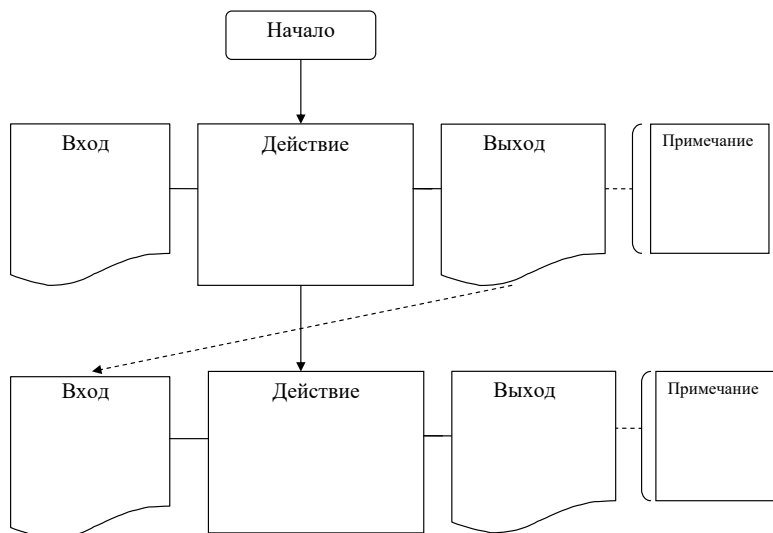 Начало
Вход
Действие
Выход
Примечание
Вход
Действие
Выход
Примечание